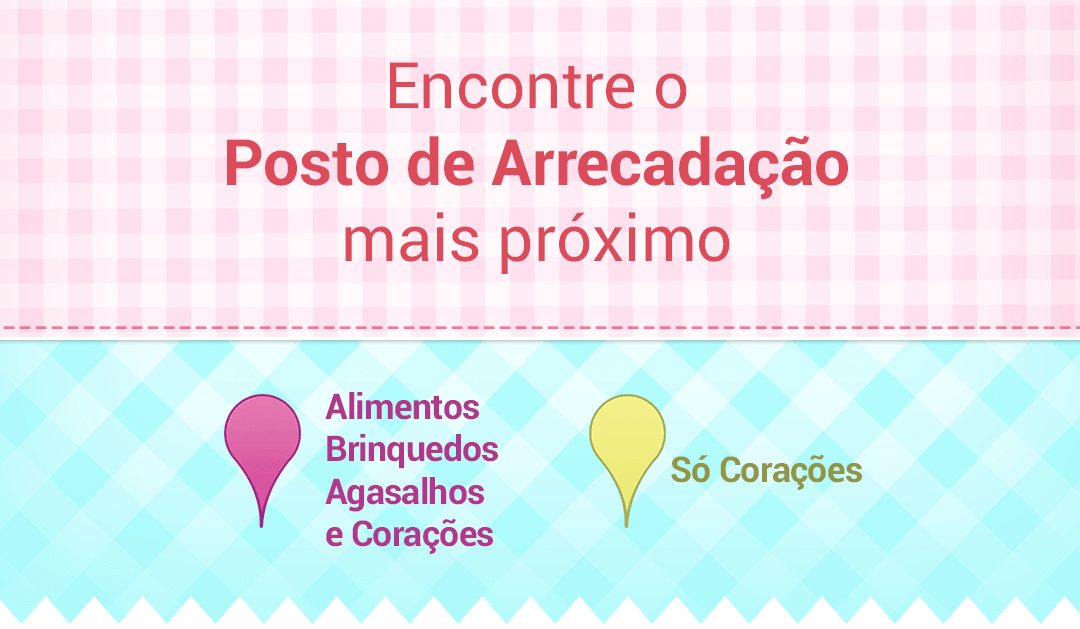 Encontre o
Posto de Arrecadação
mais próximo
Alimentos
Brinquedos
Agasalhos
e Corações
Só Corações